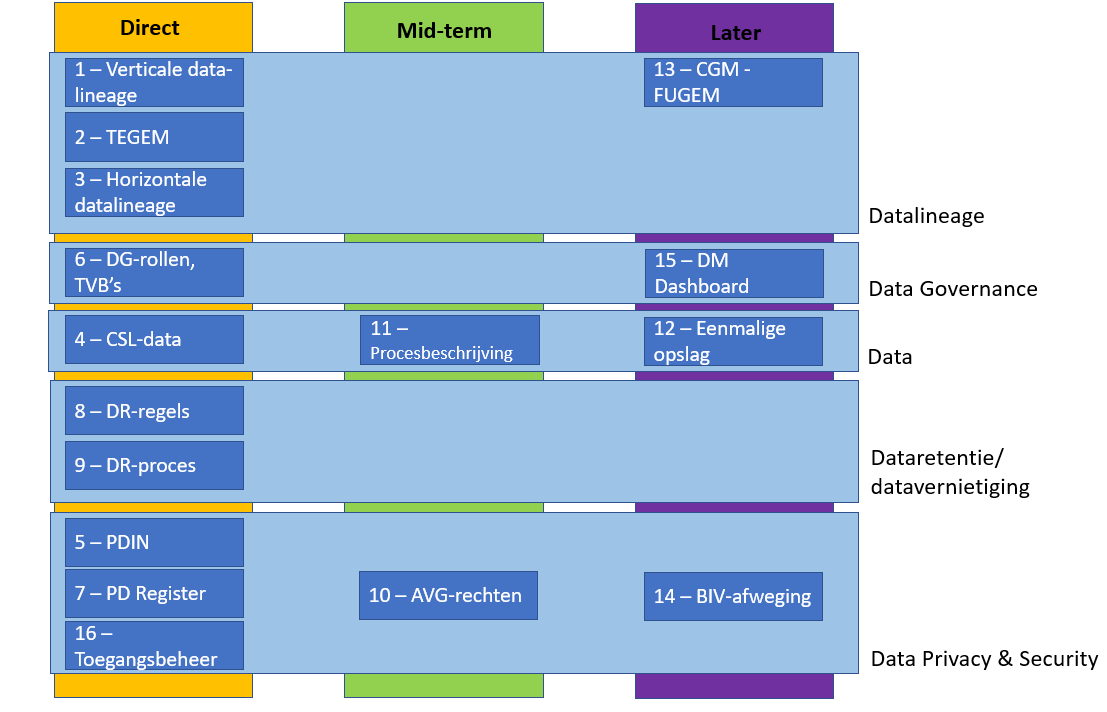 Direct
Mid-term
Later
1 – Verticale data-
lineage
13 – CGM -
FUGEM
2 – TEGEM
3 – Horizontale
datalineage
Datalineage
6 – DG-rollen,
TVB's
15 – DM
Dashboard
Data Governance
4 – CSL-data
11 –
Procesbeschrijving
12 – Eenmalige
opslag
Data
8 – DR-regels
9 – DR-proces
Dataretentie/
datavernietiging
5 – PDIN
7 – PD Register
10 – AVG-rechten
14 – BIV-afweging
16 –
Toegangsbeheer
Data Privacy & Security